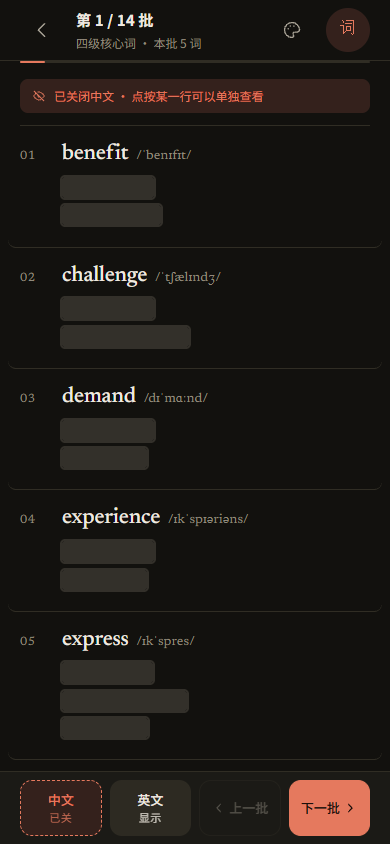 第 1 / 14 批
四级核心词 • 本批 5 词
词
已关闭中文 • 点按某一行可以单独查看
01 benefit /ˈbenɪfɪt/
02 challenge /ˈtʃælɪndʒ/
03 demand /dɪˈmɑːnd/
04 experience /ɪkˈspɪəriəns/
05 express /ɪkˈspres/
中文 英文 上一批 下一批
已关 显示